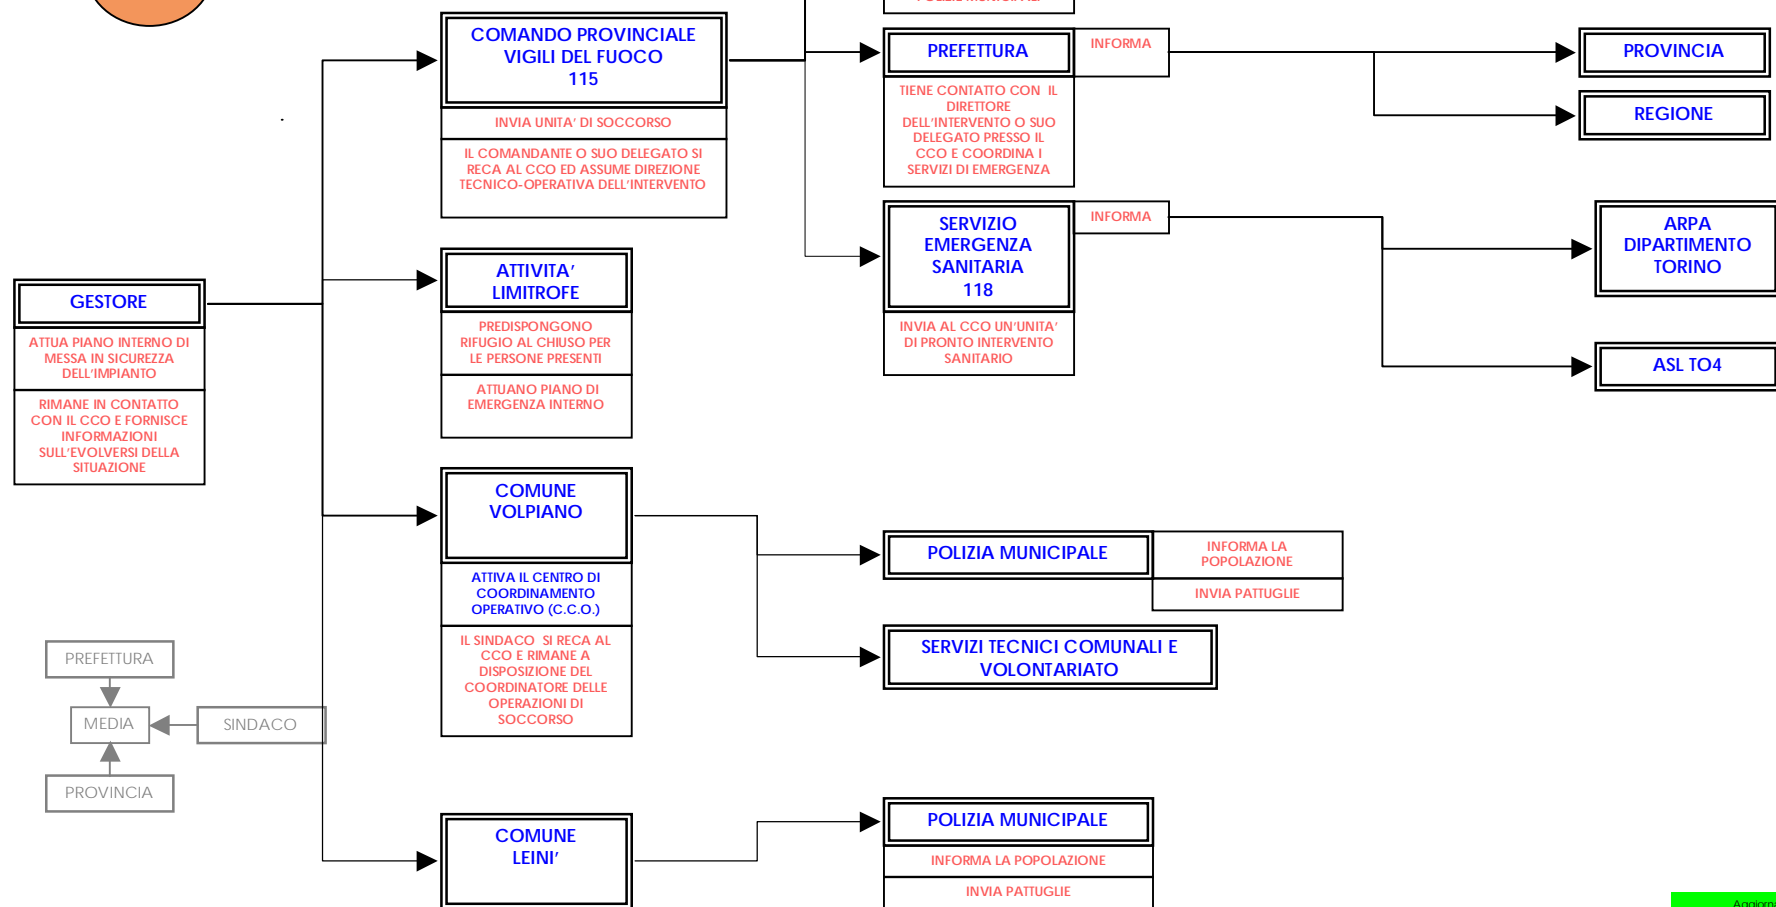 COMANDO PROVINCIALE
VIGILI DEL FUOCO
115
INVIA UNITA' DI SOCCORSO
IL COMANDANTE O SUO DELEGATO SI
RECA AL CCO ED ASSUME DIREZIONE
TECNICO-OPERATIVA DELL'INTERVENTO
PREFETTURA
INFORMA
TIENE CONTATTO CON IL
DIRETTORE
DELL'INTERVENTO O SUO
DELEGATO PRESSO IL
CCO E COORDINA I
SERVIZI DI EMERGENZA
PROVINCIA
REGIONE
SERVIZIO
EMERGENZA
SANITARIA
118
INFORMA
INVIA AL CCO UN'UNITA'
DI PRONTO INTERVENTO
SANITARIO
ARPA
DIPARTIMENTO
TORINO
ASL TO4
GESTORE
ATTUA PIANO INTERNO DI
MESSA IN SICUREZZA
DELL'IMPIANTO
RIMANE IN CONTATTO
CON IL CCO E FORNISCE
INFORMAZIONI
SULL'EVOLVERSI DELLA
SITUAZIONE
ATTIVITA'
LIMITROFE
PREDISPONGONO
RIFUGIO AL CHIUSO PER
LE PERSONE PRESENTI
ATTUANO PIANO DI
EMERGENZA INTERNO
COMUNE
VOLPIANO
ATTIVA IL CENTRO DI
COORDINAMENTO
OPERATIVO (C.C.O.)
IL SINDACO SI RECA AL
CCO E RIMANE A
DISPOSIZIONE DEL
COORDINATORE DELLE
OPERAZIONI DI
SOCCORSO
POLIZIA MUNICIPALE
INFORMA LA
POPOLAZIONE
INVIA PATTUGLIE
SERVIZI TECNICI COMUNALI E
VOLONTARIATO
PREFETTURA
MEDIA
SINDACO
PROVINCIA
COMUNE
LEINI'
POLIZIA MUNICIPALE
INFORMA LA POPOLAZIONE
INVIA PATTUGLIE